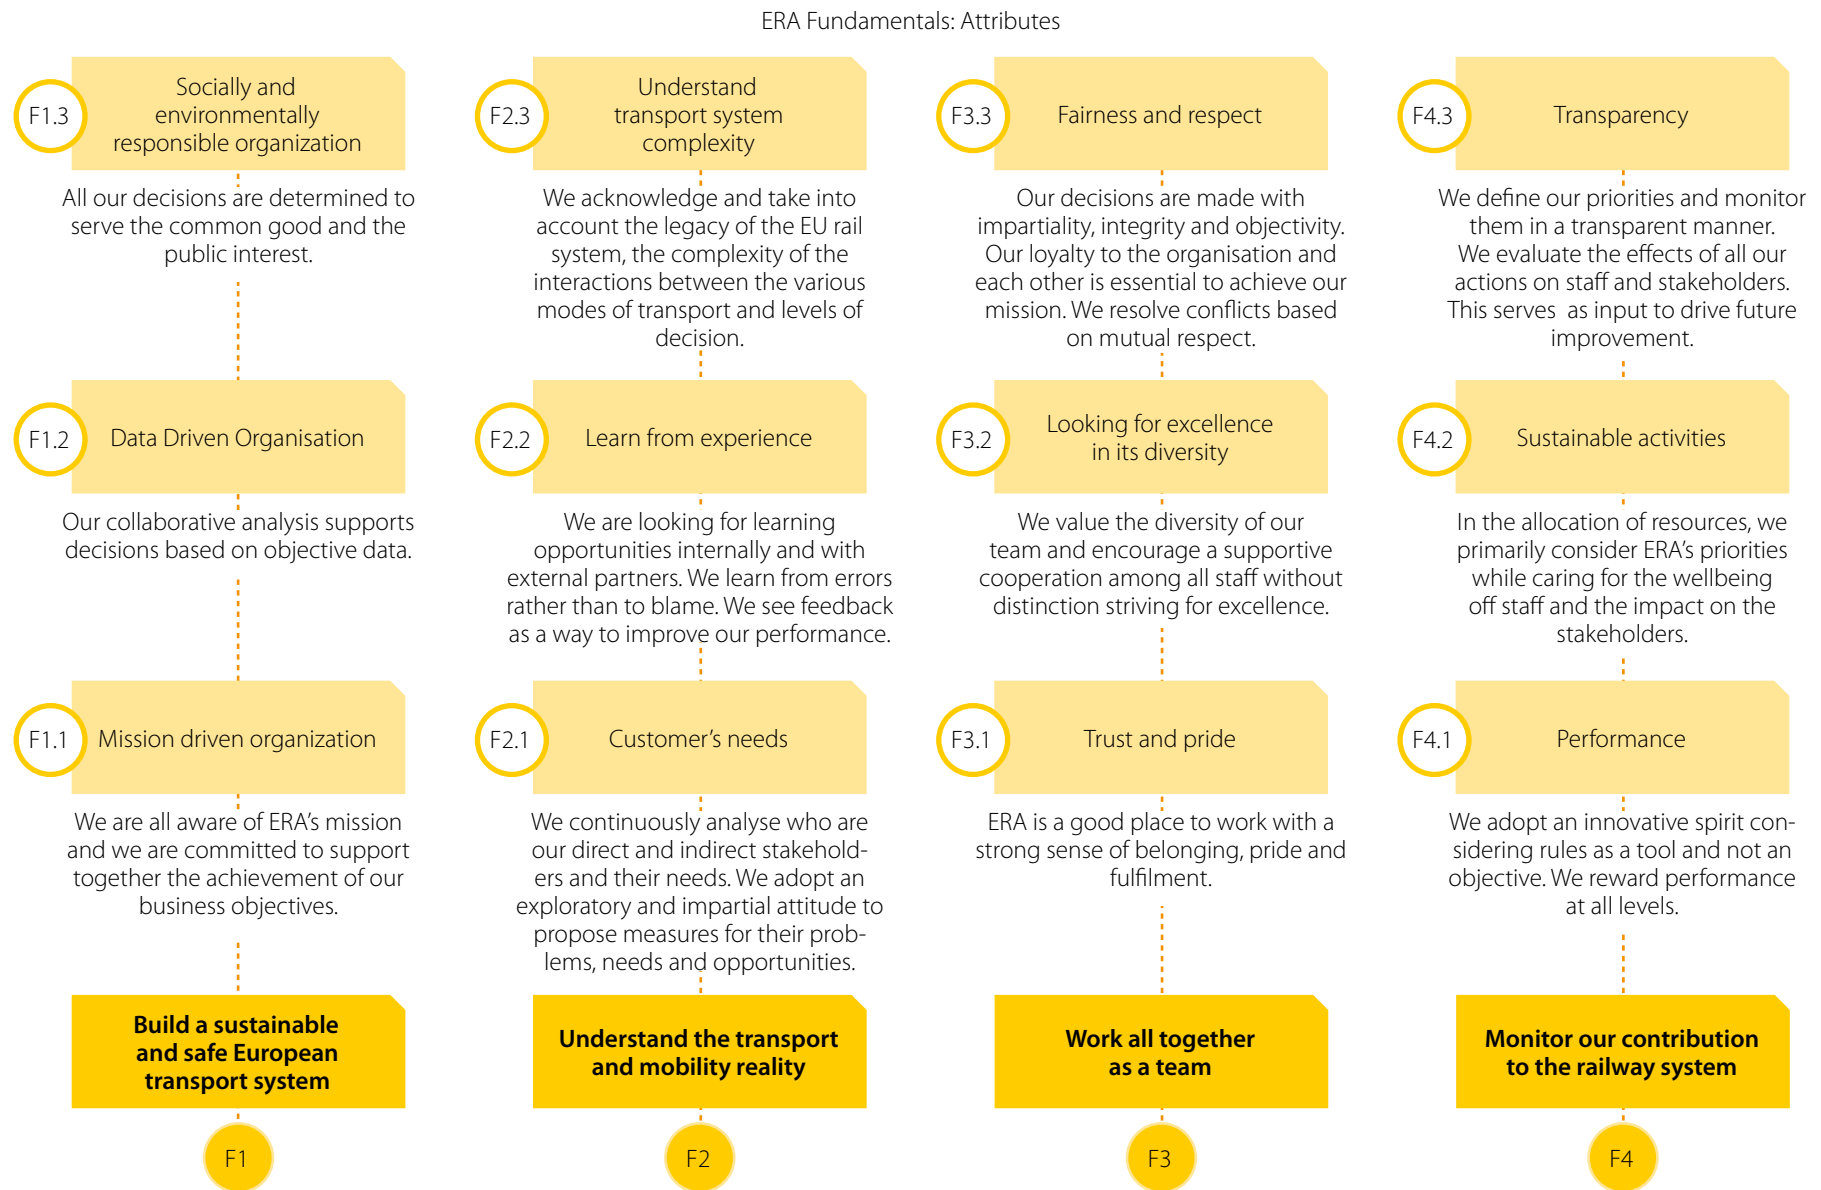 ERA Fundamentals: Attributes
F1.3
Socially and
environmentally
responsible organization
All our decisions are determined to
serve the common good and the
public interest.
F1.2
Data Driven Organisation
Our collaborative analysis supports
decisions based on objective data.
F1.1
Mission driven organization
We are all aware of ERA’s mission
and we are committed to support
together the achievement of our
business objectives.
Build a sustainable
and safe European
transport system
F1
F2.3
Understand
transport system
complexity
We acknowledge and take into
account the legacy of the EU rail
system, the complexity of the
interactions between the various
modes of transport and levels of
decision.
F2.2
Learn from experience
We are looking for learning
opportunities internally and with
external partners. We learn from errors
rather than to blame. We see feedback
as a way to improve our performance.
F2.1
Customer’s needs
We continuously analyse who are
our direct and indirect stakehold-
ers and their needs. We adopt an
exploratory and impartial attitude to
propose measures for their prob-
lems, needs and opportunities.
Understand the transport
and mobility reality
F2
F3.3
Fairness and respect
Our decisions are made with
impartiality, integrity and objectivity.
Our loyalty to the organisation and
each other is essential to achieve our
mission. We resolve conflicts based
on mutual respect.
F3.2
Looking for excellence
in its diversity
We value the diversity of our
team and encourage a supportive
cooperation among all staff without
distinction striving for excellence.
F3.1
Trust and pride
ERA is a good place to work with a
strong sense of belonging, pride and
fulfilment.
Work all together
as a team
F3
F4.3
Transparency
We define our priorities and monitor
them in a transparent manner.
We evaluate the effects of all our
actions on staff and stakeholders.
This serves  as input to drive future
improvement.
F4.2
Sustainable activities
In the allocation of resources, we
primarily consider ERA’s priorities
while caring for the wellbeing
off staff and the impact on the
stakeholders.
F4.1
Performance
We adopt an innovative spirit con-
sidering rules as a tool and not an
objective. We reward performance
at all levels.
Monitor our contribution
to the railway system
F4